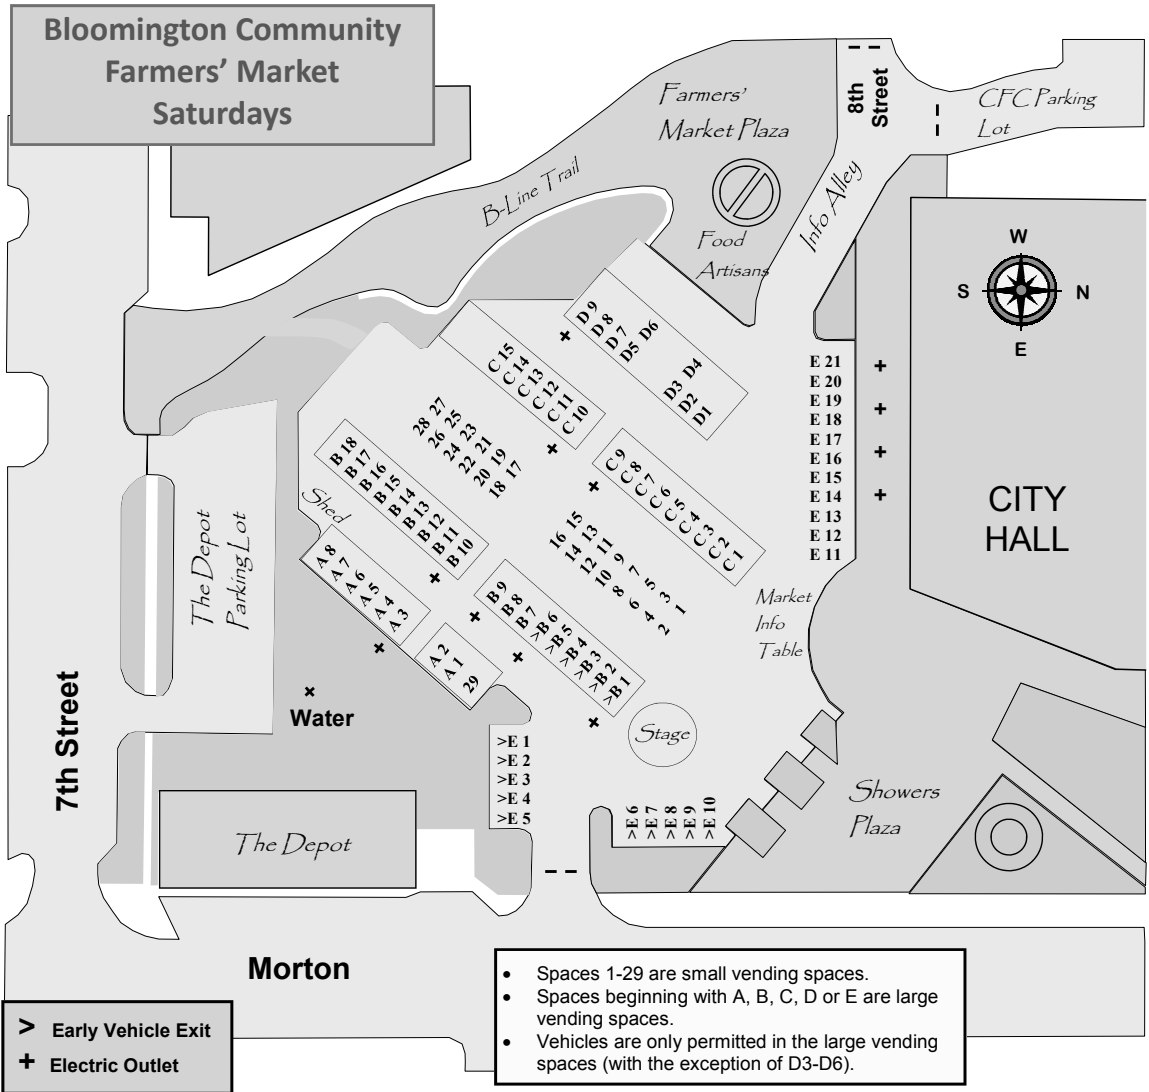 Bloomington Community
Farmers' Market
Saturdays
8th
Street
CFC Parking
Lot
Farmers'
Market Plaza
B-Line Trail
Info Alley
Food
Artisans
W
S
N
E
D 9
D 8
D 7
D5 D6
D3 D4
D2
D1
C 15
C 14
C 13
C 12
C 11
C 10
E 21
E 20
E 19
E 18
E 17
E 16
E 15
E 14
E 13
E 12
E 11
CITY
HALL
28 27
26 25
24 23
22 21
20 19
18 17
C 9
C 8
C 7
C 6
C 5
C 4
C 3
C 2
C 1
B 18
B 17
B 16
B 15
B 14
B 13
B 12
B 11
B 10
Shed
16 15
14 13
12 11
10 9
8 7
6 5
4 3
2 1
A 8
A 7
A 6
A 5
A 4
A 3
A 2
A 1
29
B 9
B 8
B 7
>B 6
>B 5
>B 4
>B 3
>B 2
>B 1
Market
Info
Table
The Depot
Parking Lot
Water
Stage
>E 1
>E 2
>E 3
>E 4
>E 5
>E 6
>E 7
>E 8
>E 9
>E 10
Showers
Plaza
7th Street
The Depot
Morton
• Spaces 1-29 are small vending spaces.
• Spaces beginning with A, B, C, D or E are large
vending spaces.
• Vehicles are only permitted in the large vending
spaces (with the exception of D3-D6).
> Early Vehicle Exit
+ Electric Outlet